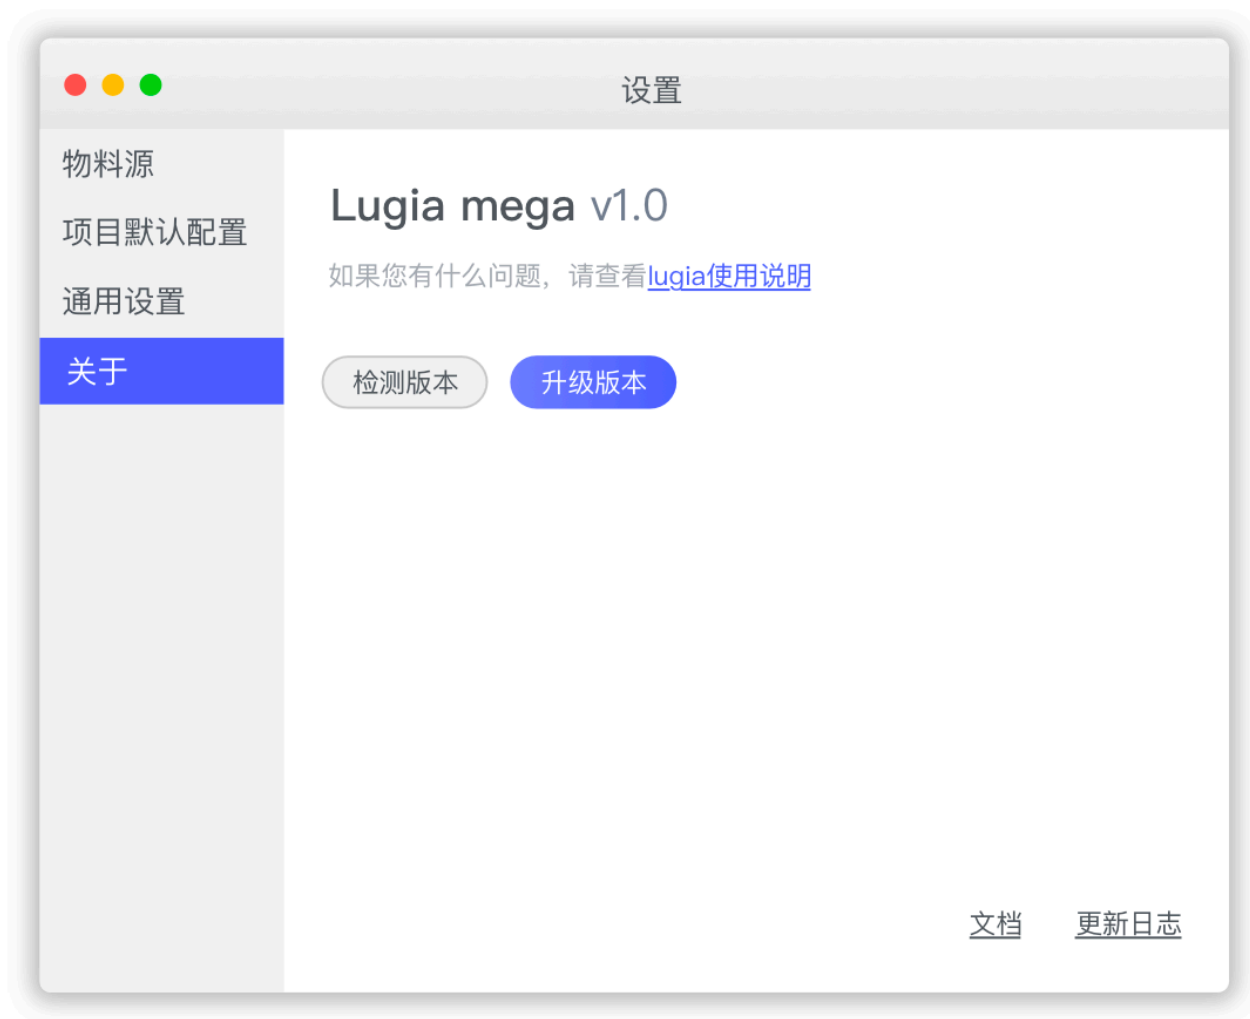 设置
物料源
项目默认配置
通用设置
关于
Lugia mega v1.0
如果您有什么问题，请查看lugia使用说明
检测版本 升级版本
文档 更新日志